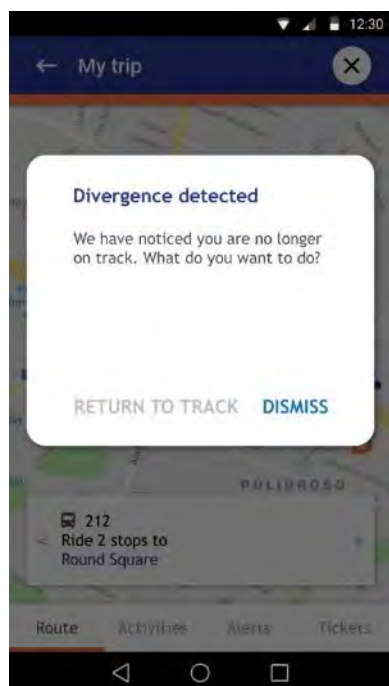 12:30
My trip
Divergence detected
We have noticed you are no longer
on track. What do you want to do?
RETURN TO TRACK DISMISS
212
Ride 2 stops to
Round Square
Route Activities Alerts Tickets